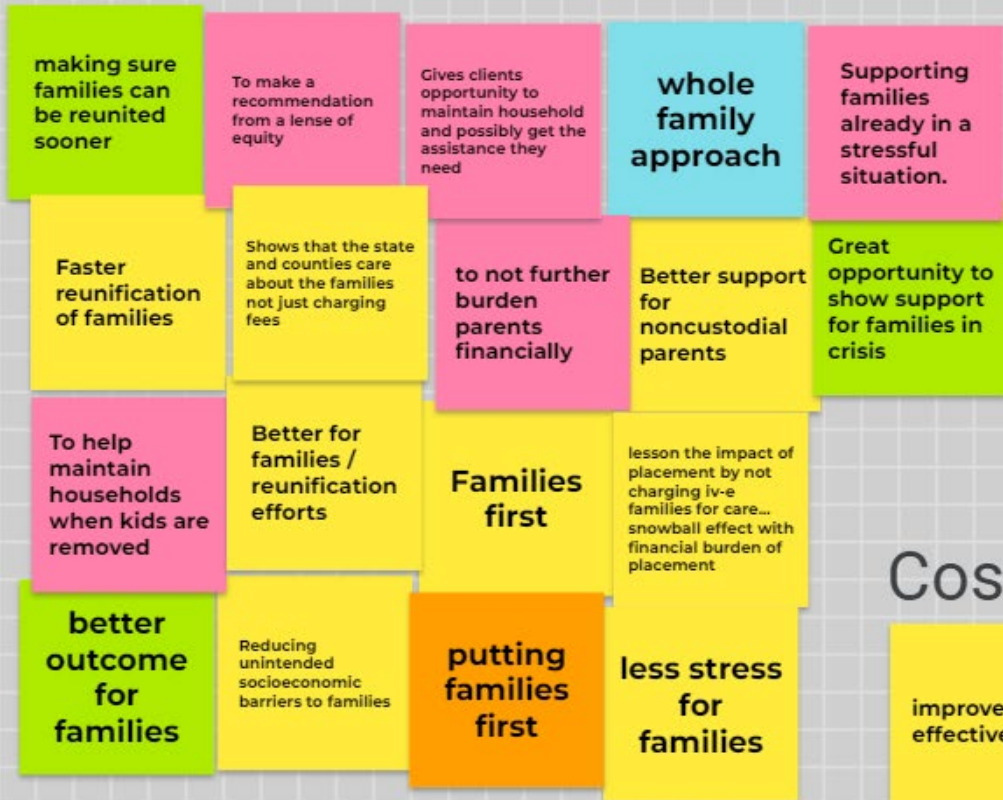 making sure
families can
be reunited
sooner
To make a
recommendation
from a lense of
equity
Gives clients
opportunity to
maintain household
and possibly get the
assistance they
need
whole
family
approach
Supporting
families
already in a
stressful
situation.
Faster
reunification
of families
Shows that the state
and counties care
about the families
not just charging
fees
to not further
burden
parents
financially
Better support
for
noncustodial
parents
Great
opportunity to
show support
for families in
crisis
To help
maintain
households
when kids are
removed
Better for
families /
reunification
efforts
Families
first
lesson the impact of
placement by not
charging iv-e
families for care...
snowball effect with
financial burden of
placement
better
outcome
for
families
Reducing
unintended
socioeconomic
barriers to families
putting
families
first
less stress
for
families
Cos
improve
effective